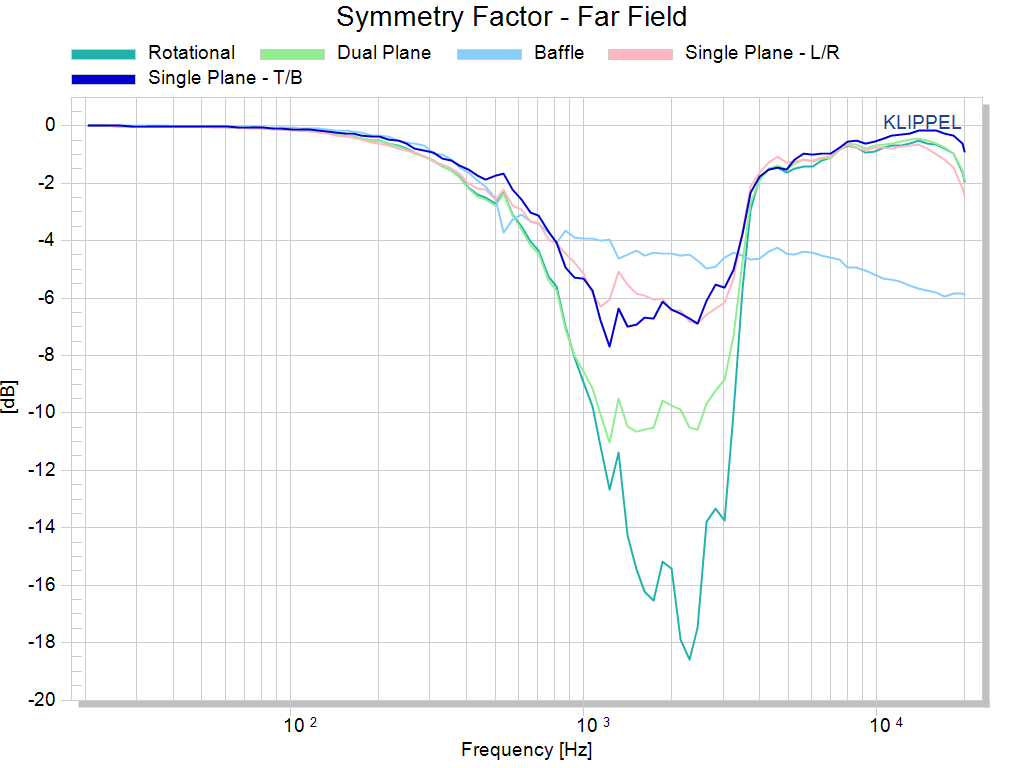 Symmetry Factor - Far Field
Rotational Dual Plane Baffle Single Plane - L/R
Single Plane - T/B
KLIPPEL
0
-2
-4
-6
-8
-10
-12
-14
-16
-18
-20
[dB]
10 2 10 3 10 4
Frequency [Hz]